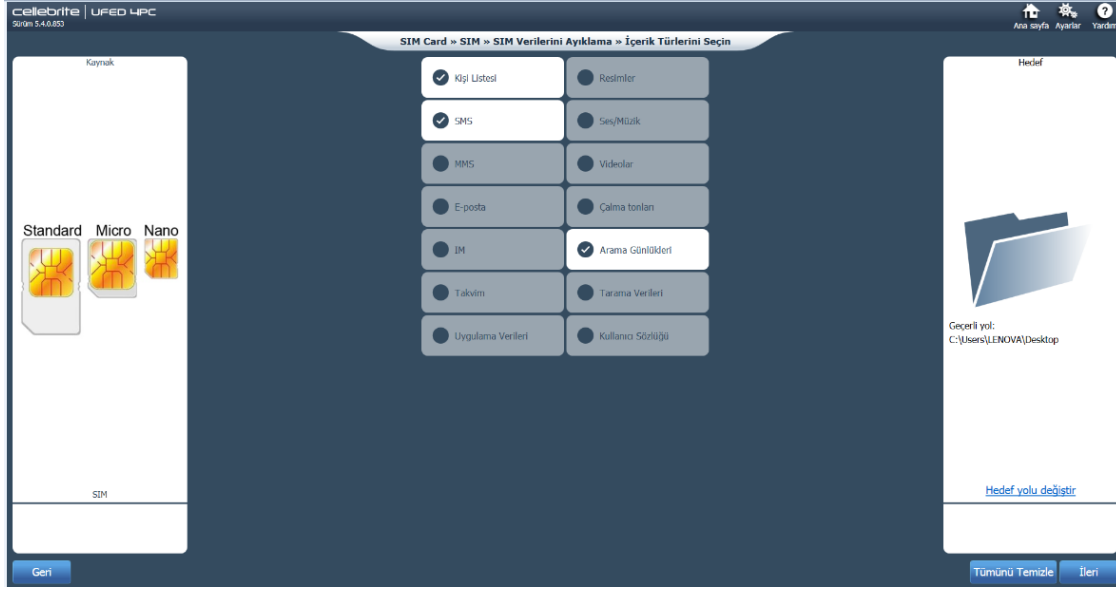 cellebrite | UFED 4PC
Sürüm 5.4.0.853
Ana sayfa Ayarlar Yardım
SIM Card » SIM » SIM Verilerini Ayıklama » İçerik Türlerini Seçin
Kaynak
Hedef
Kişi Listesi
Resimler
SMS
Ses/Müzik
MMS
Videolar
E-posta
Çalma tonları
IM
Arama Günlükleri
Takvim
Tarama Verileri
Uygulama Verileri
Kullanıcı Sözlüğü
Standard Micro Nano
Geçerli yol:
C:\Users\LENOVA\Desktop
SIM
Hedef yolu değiştir
Geri
Tümünü Temizle
İleri